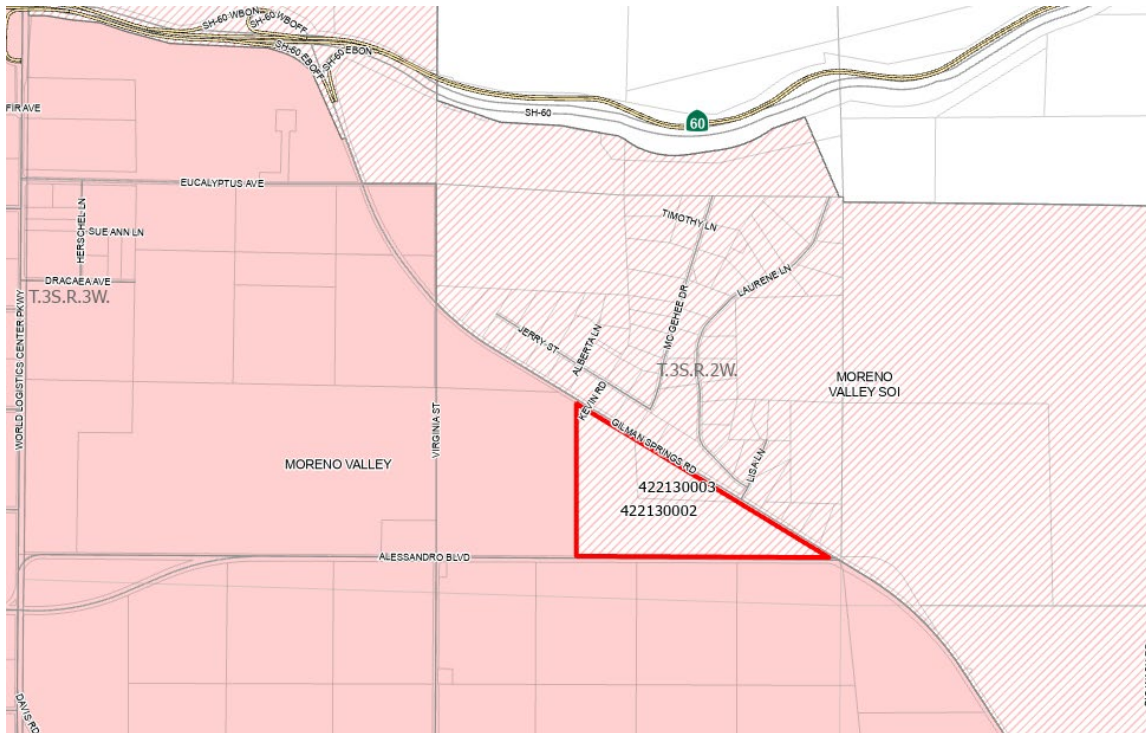 SH-60 WBON
SH-60 WBOFF
SH-60 EBON
SH-60 EBOFF
FIR AVE
SH-60
60
EUCALYPTUS AVE
HERSCHEL LN
SUE ANN LN
TIMOTHY LN
DRACAEA AVE
LAURENE LN
T.3S.R.3W.
MC GEHEE DR
JERRY ST
ALBERTA LN
WORLD LOGISTICS CENTER PKWY
T.3S.R.2W.
MORENO
VALLEY SOI
KEVIN RD
VIRGINIA ST
GILMAN SPRINGS RD
MORENO VALLEY
LISA LN
422130003
422130002
ALESSANDRO BLVD
DAVIS RD